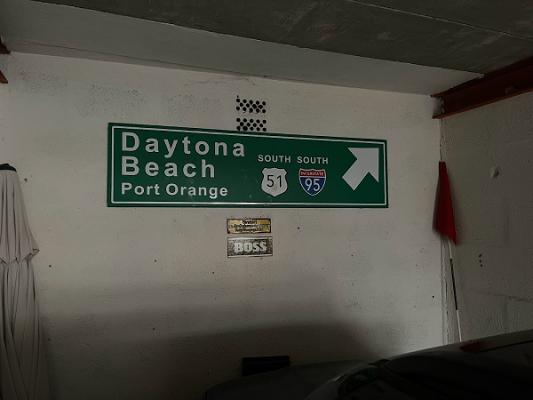 Daytona
Beach
Port Orange
SOUTH SOUTH
51
INTERSTATE
95
BOSS